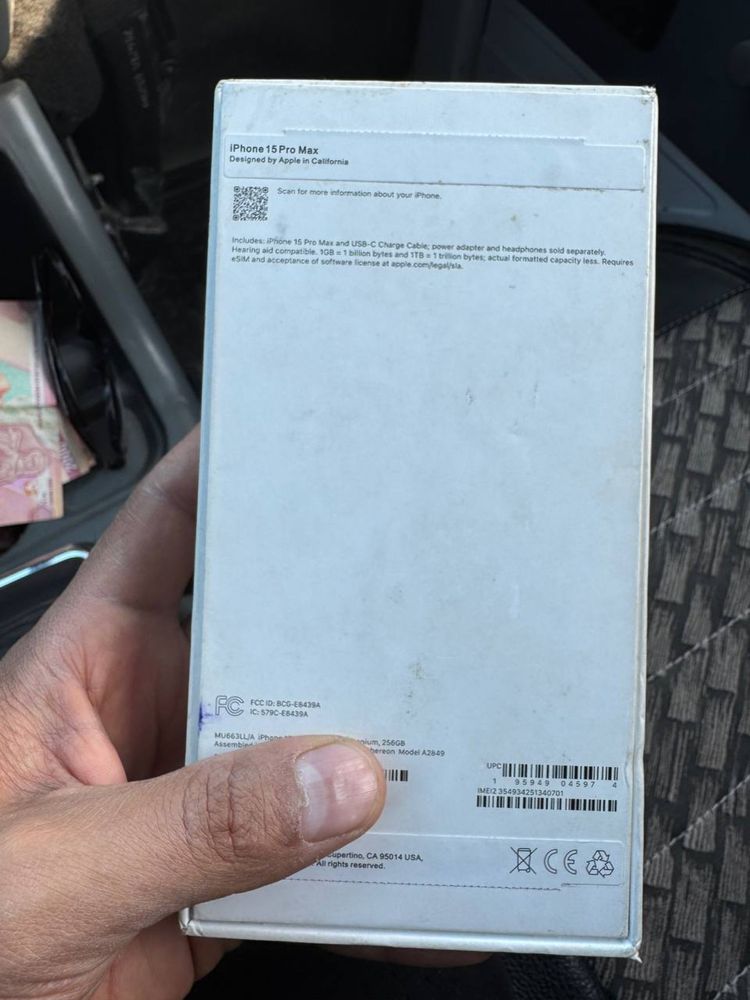 iPhone 15 Pro Max
Designed by Apple in California
Scan for more information about your iPhone.
Includes: iPhone 15 Pro Max and USB-C Charge Cable; power adapter and headphones sold separately.
Hearing aid compatible. 1GB = 1 billion bytes and 1TB = 1 trillion bytes; actual formatted capacity less. Requires
eSIM and acceptance of software license at apple.com/legal/sla.
FC FCC ID: BCG-E8439A
IC: 579C-E8439A
MU663LL/A iPhone 256GB
Assembled hereon Model A2849
UPC
1 95949 04597 4
IMEI2 354934251340701
Cupertino, CA 95014 USA,
All rights reserved.
CE